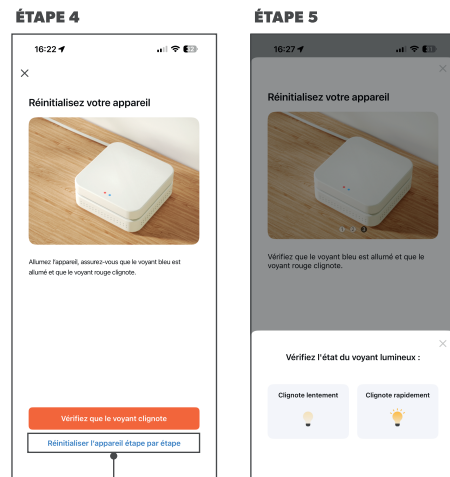 ÉTAPE 4
16:22
Réinitialisez votre appareil
Allumez l'appareil, assurez-vous que le voyant bleu est
allumé et que le voyant rouge clignote.
Vérifiez que le voyant clignote
Réinitialiser l'appareil étape par étape
ÉTAPE 5
16:27
Réinitialisez votre appareil
Vérifiez que le voyant bleu est allumé et que le
voyant rouge clignote.
Vérifiez l'état du voyant lumineux :
Clignote lentement
Clignote rapidement